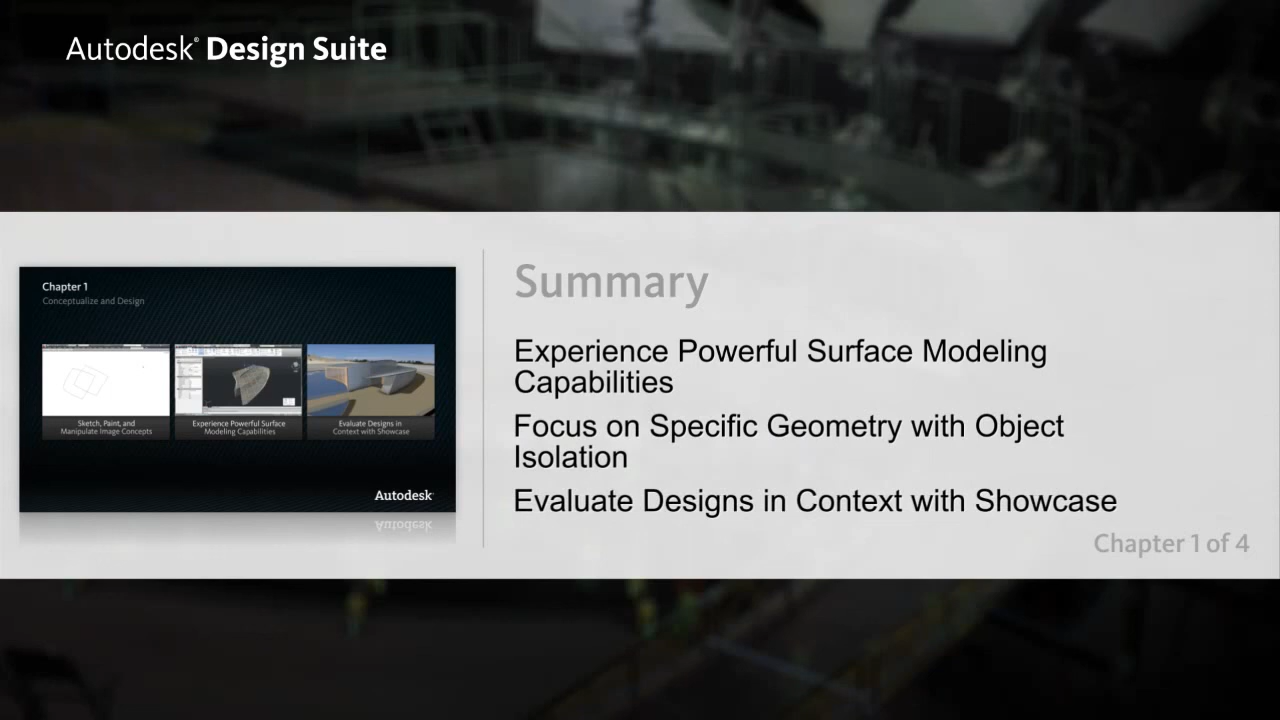 Autodesk® Design Suite
Chapter 1
Conceptualize and Design
Sketch, Paint, and
Manipulate Image Concepts
Experience Powerful Surface
Modeling Capabilities
Evaluate Designs in
Context with Showcase
Autodesk
Autodesk
Summary
Experience Powerful Surface Modeling
Capabilities
Focus on Specific Geometry with Object
Isolation
Evaluate Designs in Context with Showcase
Chapter 1 of 4